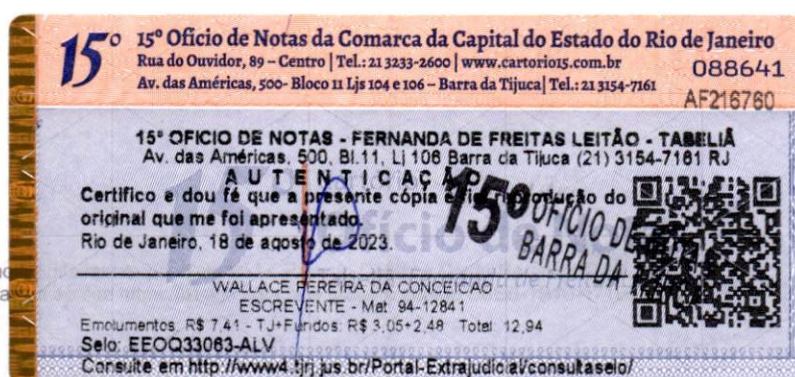 15º 15º Ofício de Notas da Comarca da Capital do Estado do Rio de Janeiro
Rua do Ouvidor, 89 – Centro | Tel.: 21 3233-2600 | www.cartorio15.com.br
088641
Av. das Américas, 500- Bloco 11 Ljs 104 e 106 – Barra da Tijuca| Tel.: 21 3154-7161
AF216760
15º OFICIO DE NOTAS - FERNANDA DE FREITAS LEITÃO - TABELIÃ
Av. das Américas, 500, Bl.11, Lj 106 Barra da Tijuca (21) 3154-7161 RJ
AUTENTICAÇÃO
Certifico e dou fé que a presente cópia é fiel reprodução do
original que me foi apresentado.
Rio de Janeiro, 18 de agosto de 2023.
15º OFÍCIO DE
BARRA DA
WALLACE PEREIRA DA CONCEICAO
ESCREVENTE - Mat 94-12841
Emolumentos: R$ 7,41 - TJ+Fundos: R$ 3,05+2,48 Total: 12,94
Selo: EEOQ33063-ALV
Consulte em http://www4.tjrj.jus.br/Portal-Extrajudicial/consultaselo/